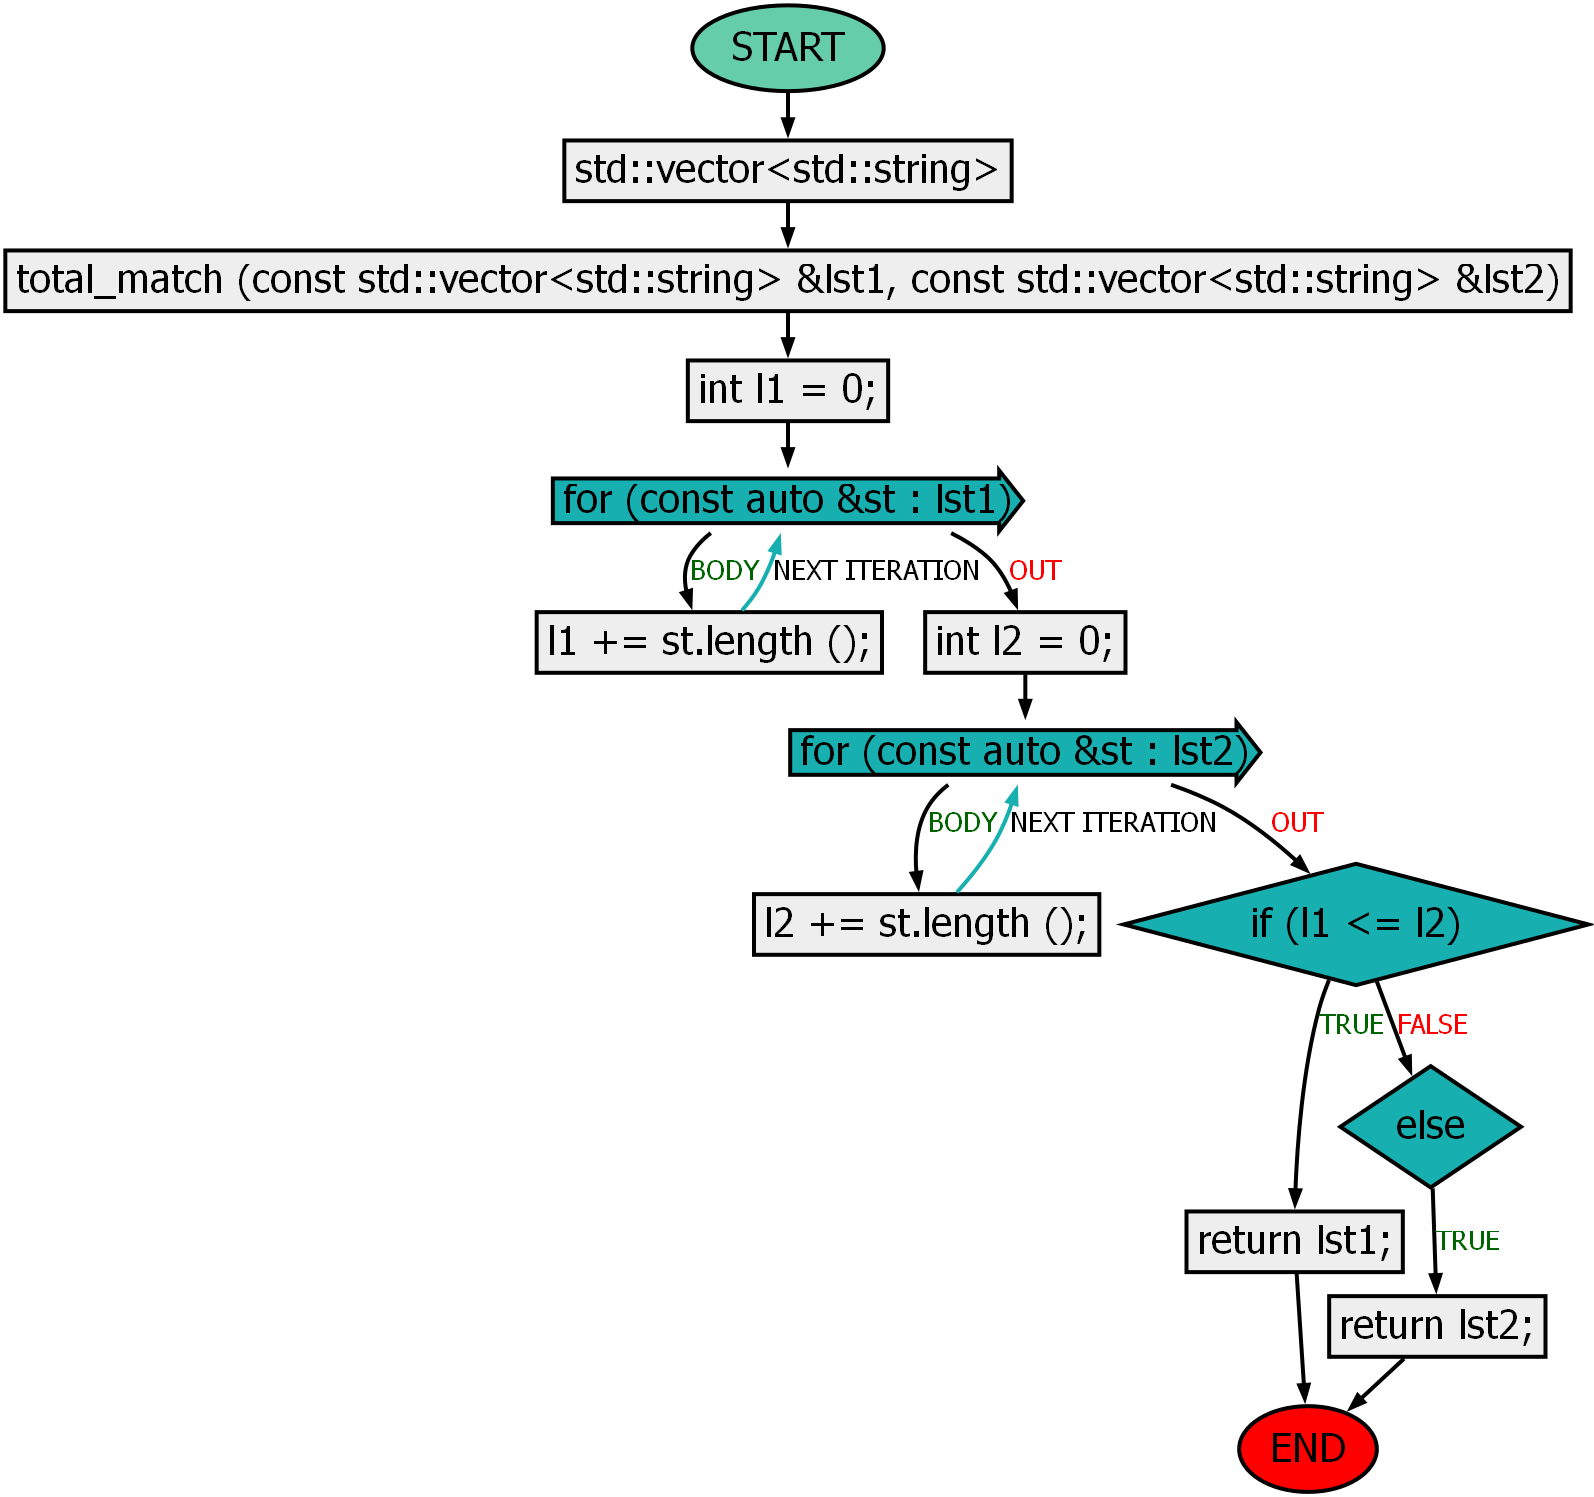 START
std::vector<std::string>
total_match (const std::vector<std::string> &lst1, const std::vector<std::string> &lst2)
int l1 = 0;
for (const auto &st : lst1)
BODY
NEXT ITERATION
OUT
l1 += st.length ();
int l2 = 0;
for (const auto &st : lst2)
BODY
NEXT ITERATION
OUT
l2 += st.length ();
if (l1 <= l2)
TRUE
FALSE
else
return lst1;
TRUE
return lst2;
END